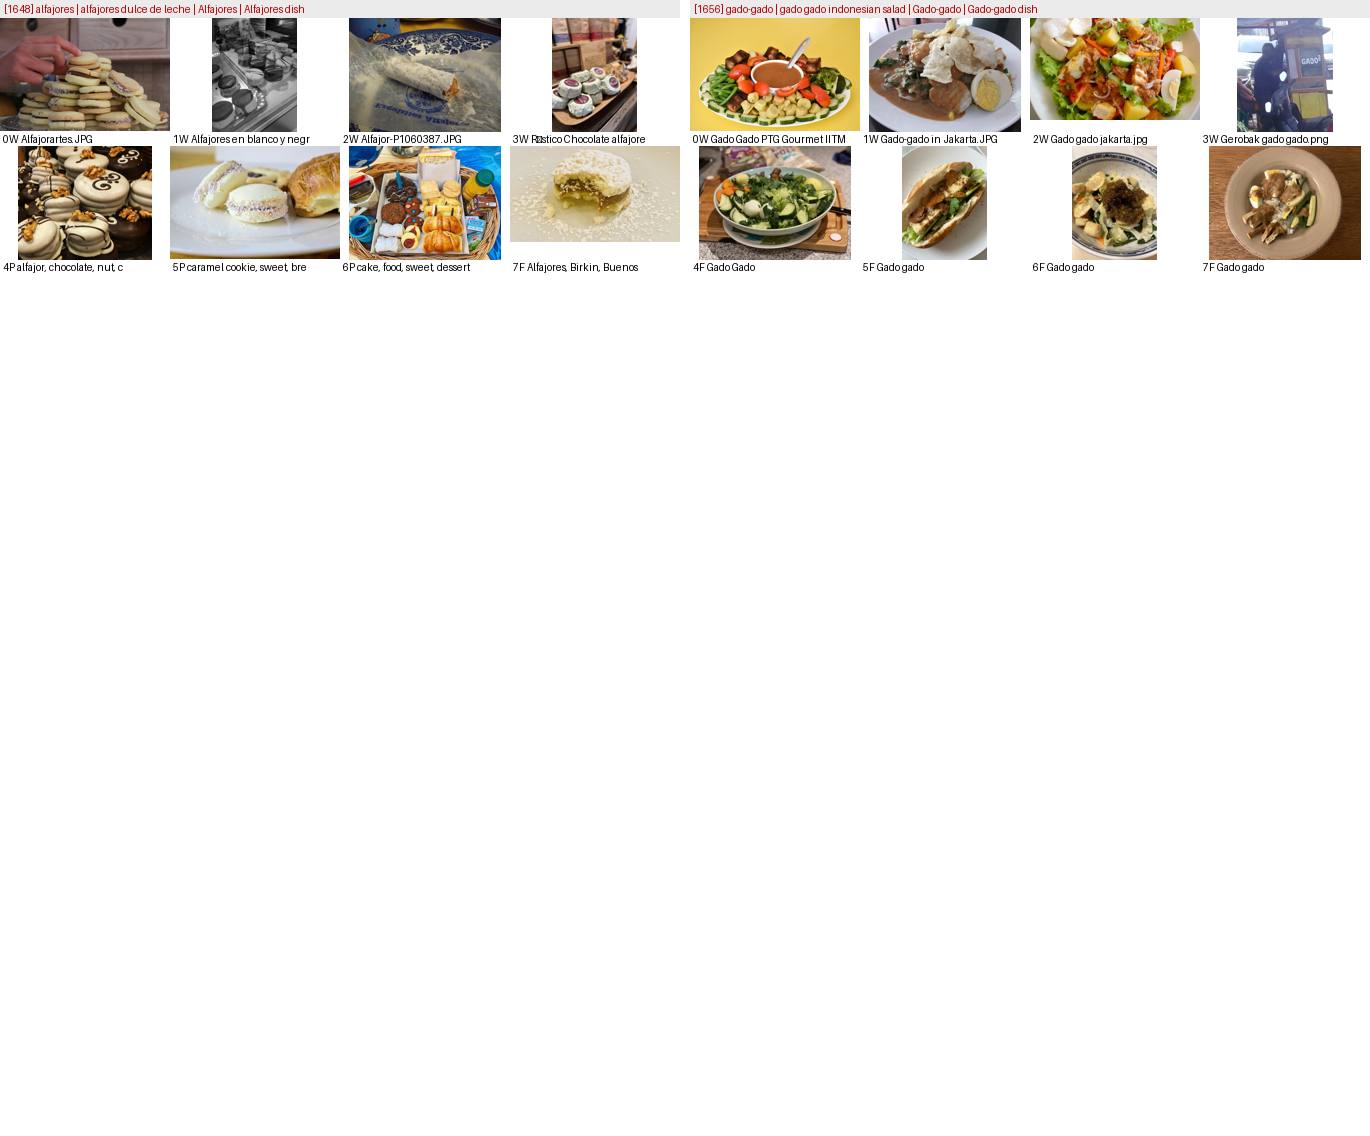 [1648] alfajores | alfajores dulce de leche | Alfajores | Alfajores dish
0W Alfajorartes.JPG
1W Alfajores en blanco y negr
2W Alfajor-P1060387.JPG
Chocolate alfajore
4P alfajor, chocolate, nut, c
5P caramel cookie, sweet, bre
6P cake, food, sweet, dessert
7F Alfajores, Birkin, Buenos
[1656] gado-gado | gado gado indonesian salad | Gado-gado | Gado-gado dish
GADO²
0W Gado Gado PTG Gourmet IITM
1W Gado-gado in Jakarta.JPG
2W Gado gado jakarta.jpg
3W Gerobak gado gado.png
4F Gado Gado
5F Gado gado
6F Gado gado
7F Gado gado